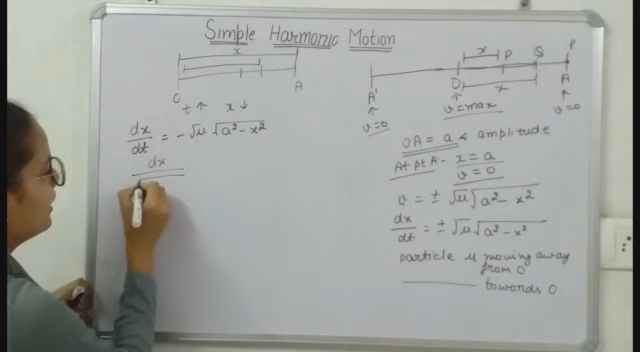 Simple Harmonic Motion
x
O
A
t ↑ x ↓
dx/dt = -√μ √a²-x²
dx
x
P
Q
P
A'
O
A
x
v=0
v=max
v=0
OA = a ← amplitude
At pt A - x = a
v = 0
v = ± √μ √a² - x²
dx/dt = ± √μ √a² - x²
particle is moving away
from O
towards O